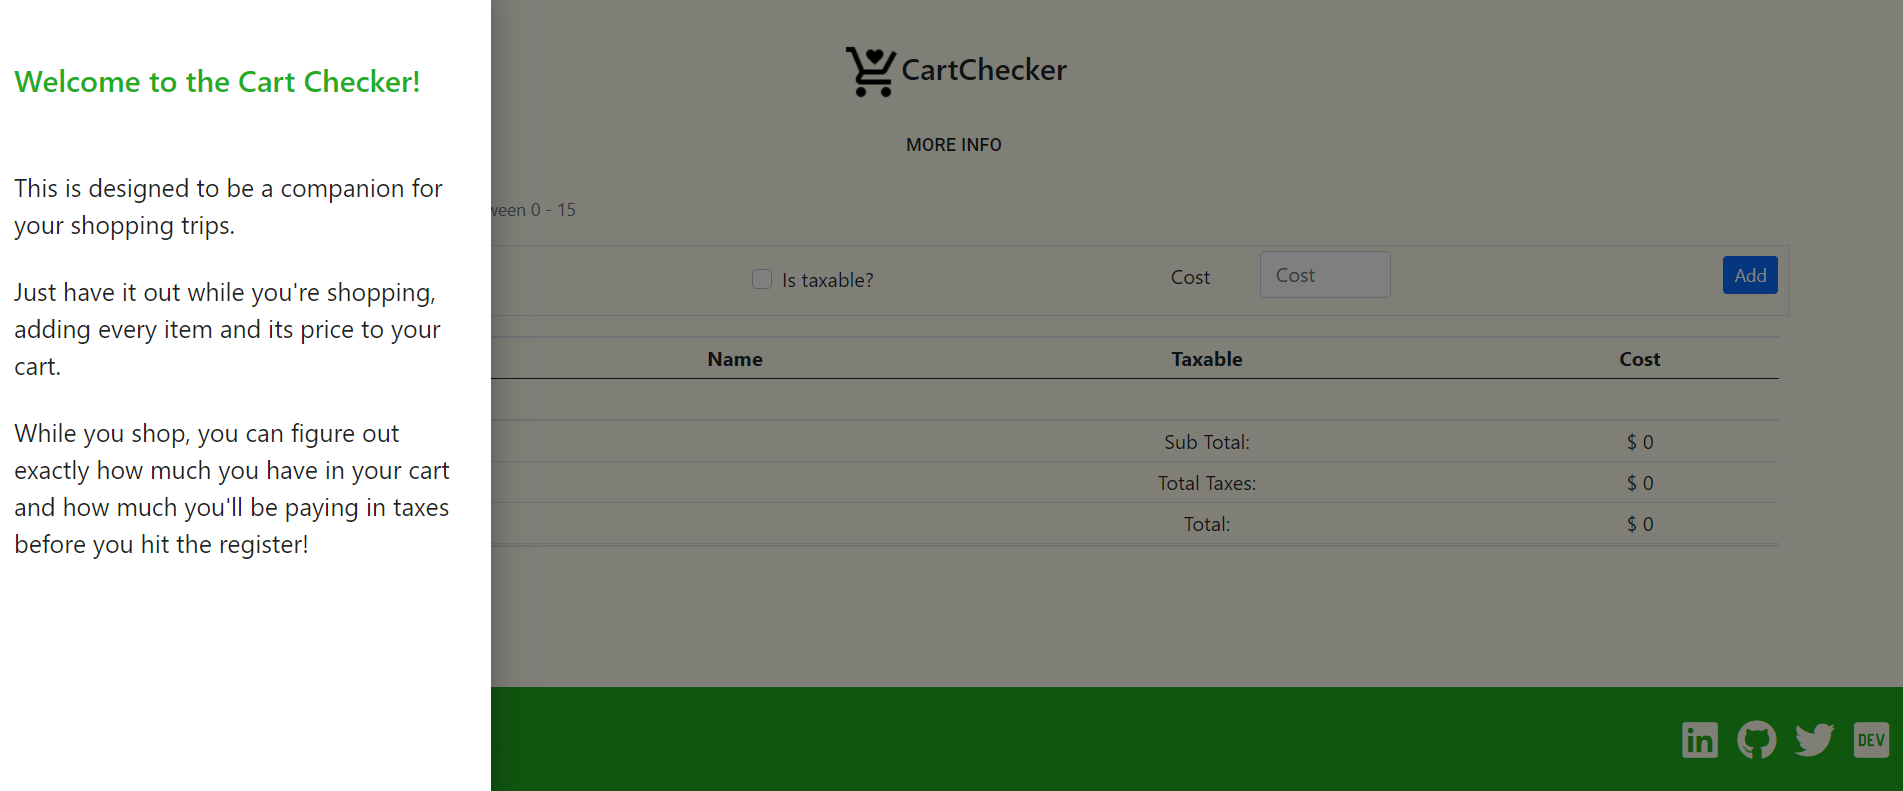 Welcome to the Cart Checker!
This is designed to be a companion for
your shopping trips.
Just have it out while you're shopping,
adding every item and its price to your
cart.
While you shop, you can figure out
exactly how much you have in your cart
and how much you'll be paying in taxes
before you hit the register!
CartChecker
MORE INFO
0 - 15
Is taxable? Cost Cost Add
Name Taxable Cost
Sub Total: $ 0
Total Taxes: $ 0
Total: $ 0
in DEV